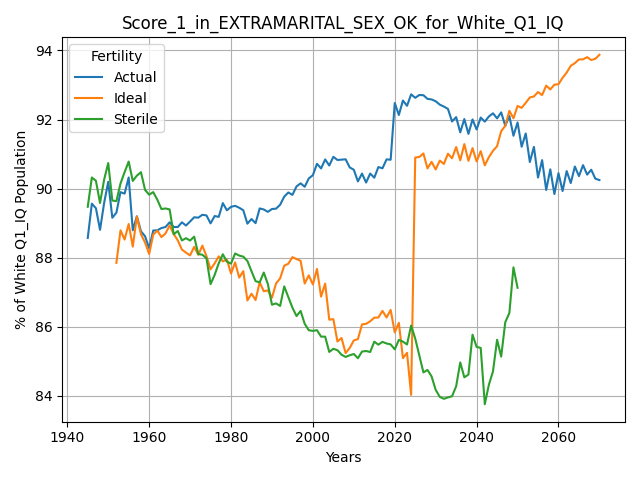 Score_1_in_EXTRAMARITAL_SEX_OK_for_White_Q1_IQ
Fertility
Actual
Ideal
Sterile
% of White Q1_IQ Population
94
92
90
88
86
84
1940
1960
1980
2000
2020
2040
2060
Years